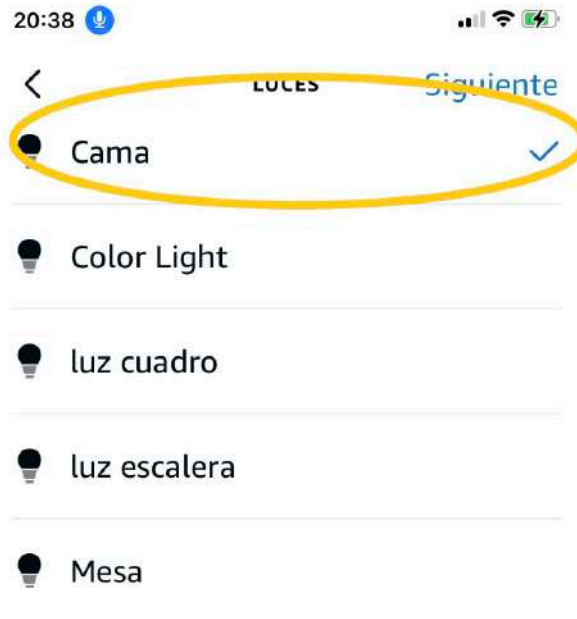 20:38
LUCES
Siguiente
Cama
Color Light
luz cuadro
luz escalera
Mesa